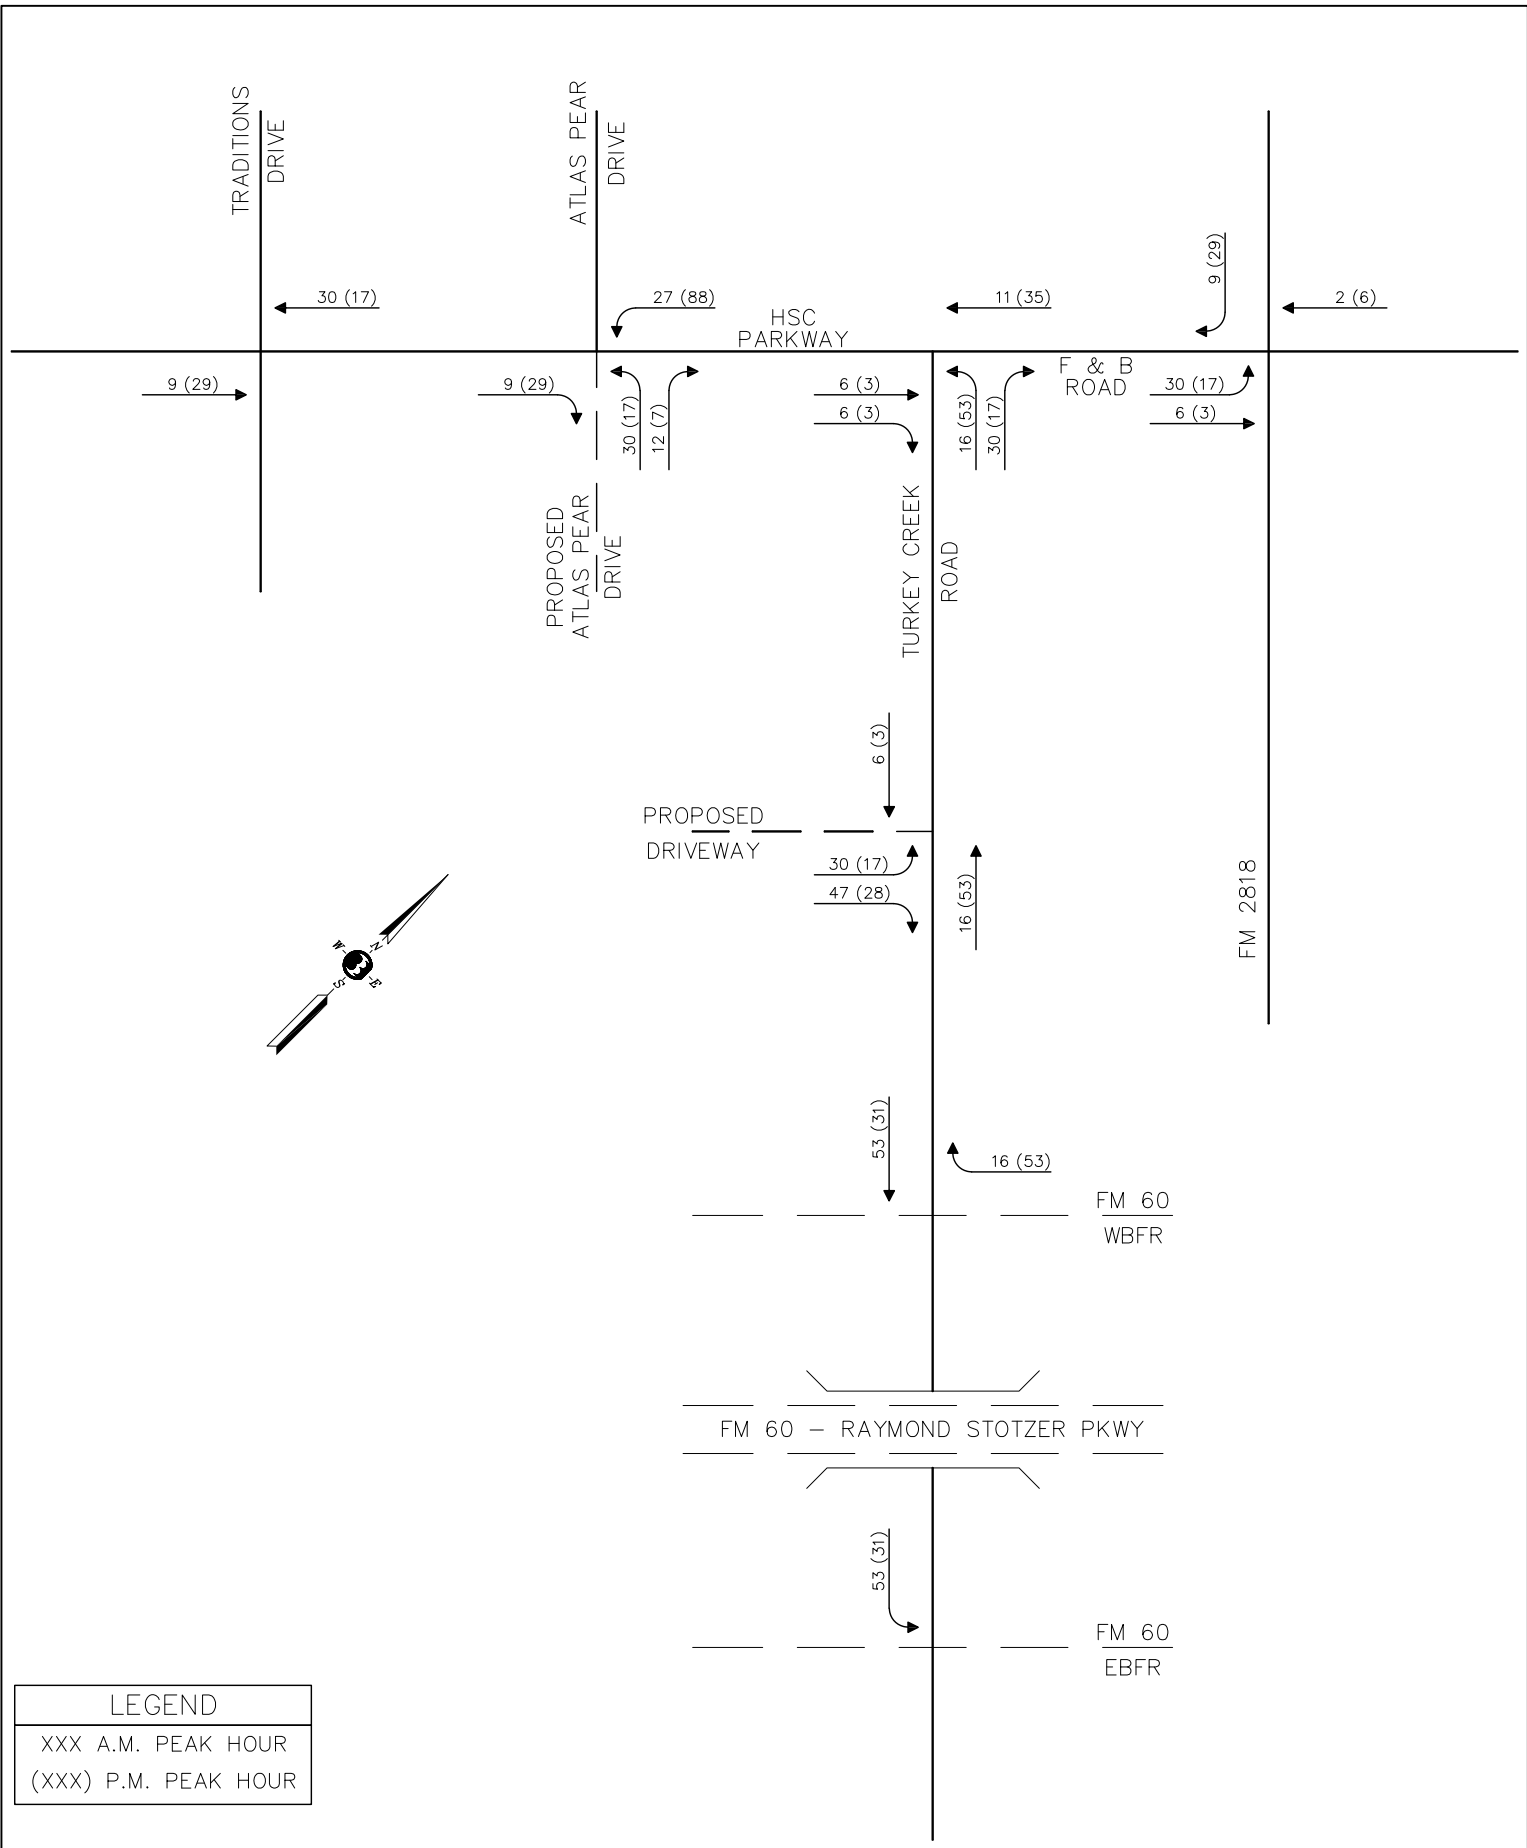 TRADITIONS
DRIVE
ATLAS PEAR
DRIVE
30 (17)
27 (88)
HSC
PARKWAY
11 (35)
9 (29)
2 (6)
9 (29)
9 (29)
30 (17)
12 (7)
6 (3)
6 (3)
16 (53)
30 (17)
F & B
ROAD
30 (17)
6 (3)
PROPOSED
ATLAS PEAR
DRIVE
TURKEY CREEK
ROAD
6 (3)
PROPOSED
DRIVEWAY
30 (17)
47 (28)
16 (53)
FM 2818
W
N
S
E
53 (31)
16 (53)
FM 60
WBFR
FM 60 - RAYMOND STOTZER PKWY
53 (31)
FM 60
EBFR
LEGEND
XXX A.M. PEAK HOUR
(XXX) P.M. PEAK HOUR